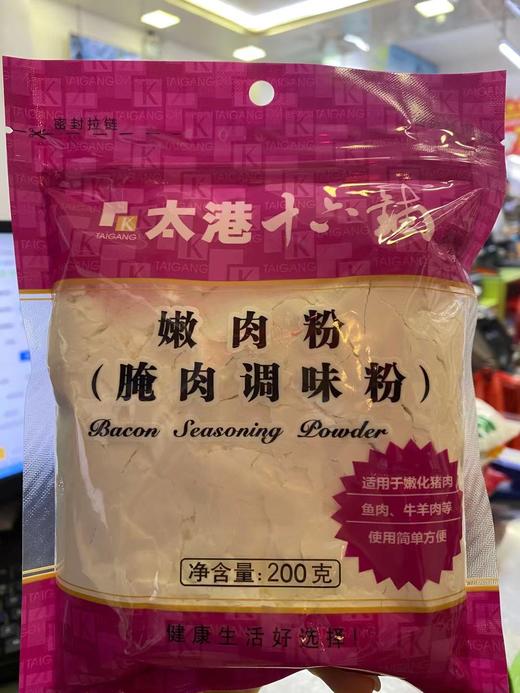 密封拉链
K
TAIGANG
太港十六铺
嫩肉粉
(腌肉调味粉)
Bacon Seasoning Powder
适用于嫩化猪肉
鱼肉、牛羊肉等
使用简单方便
净含量:200克
健康生活好选择!